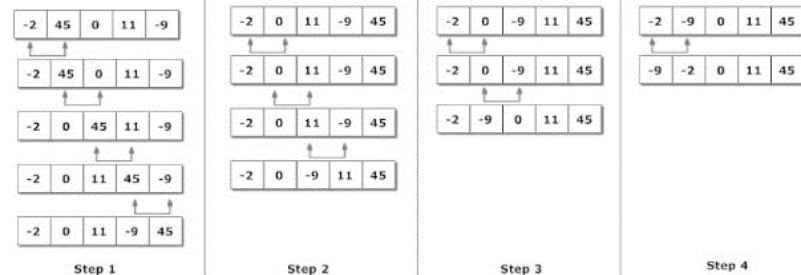 -2 45 0 11 -9
-2 45 0 11 -9
-2 0 45 11 -9
-2 0 11 45 -9
-2 0 11 -9 45
Step 1
-2 0 11 -9 45
-2 0 11 -9 45
-2 0 11 -9 45
-2 0 -9 11 45
Step 2
-2 0 -9 11 45
-2 0 -9 11 45
-2 -9 0 11 45
Step 3
-2 -9 0 11 45
-9 -2 0 11 45
Step 4